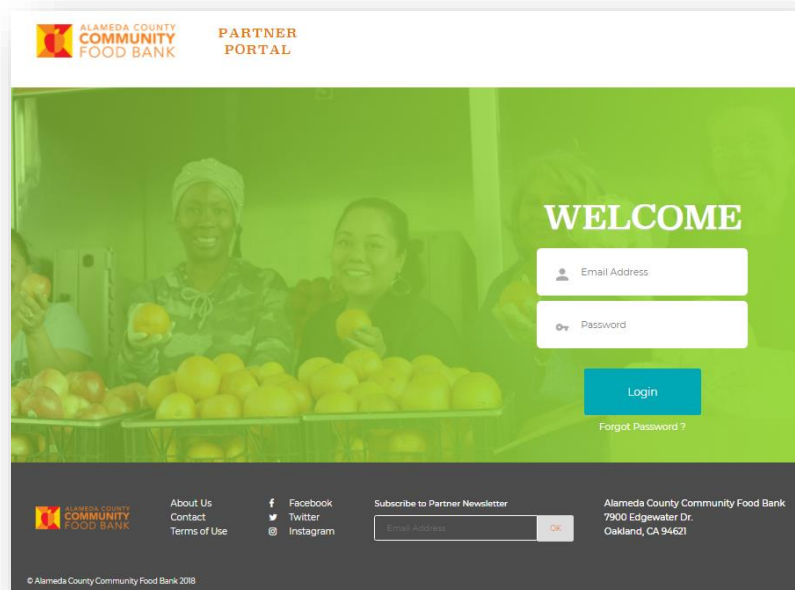 ALAMEDA COUNTY
COMMUNITY
FOOD BANK
PARTNER
PORTAL
WELCOME
Email Address
Password
Login
Forgot Password ?
ALAMEDA COUNTY
COMMUNITY
FOOD BANK
About Us
Contact
Terms of Use
Facebook
Twitter
Instagram
Subscribe to Partner Newsletter
Email Address
OK
Alameda County Community Food Bank
7900 Edgewater Dr.
Oakland, CA 94621
© Alameda County Community Food Bank 2018